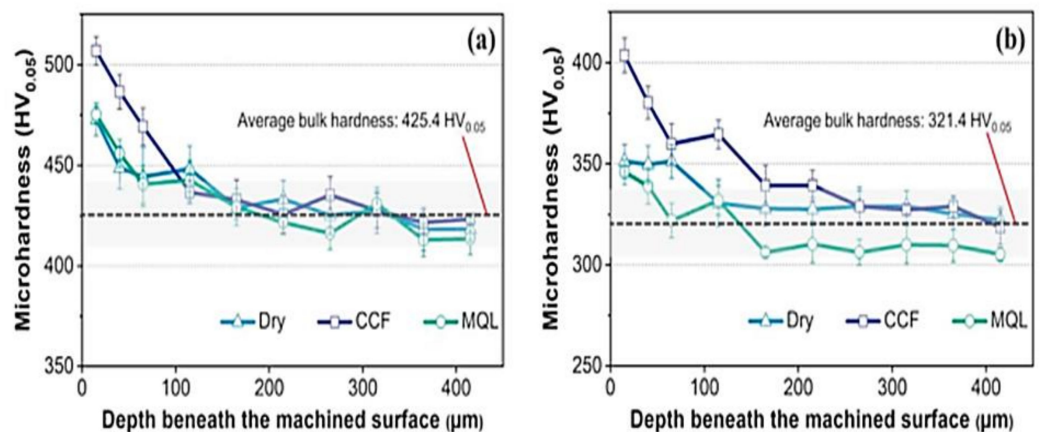 (a)
Microhardness (HV0.05)
500
450
400
350
Average bulk hardness: 425.4 HV0.05
Dry
CCF
MQL
0
100
200
300
400
Depth beneath the machined surface (µm)
(b)
Microhardness (HV0.05)
400
350
300
250
Average bulk hardness: 321.4 HV0.05
Dry
CCF
MQL
0
100
200
300
400
Depth beneath the machined surface (µm)